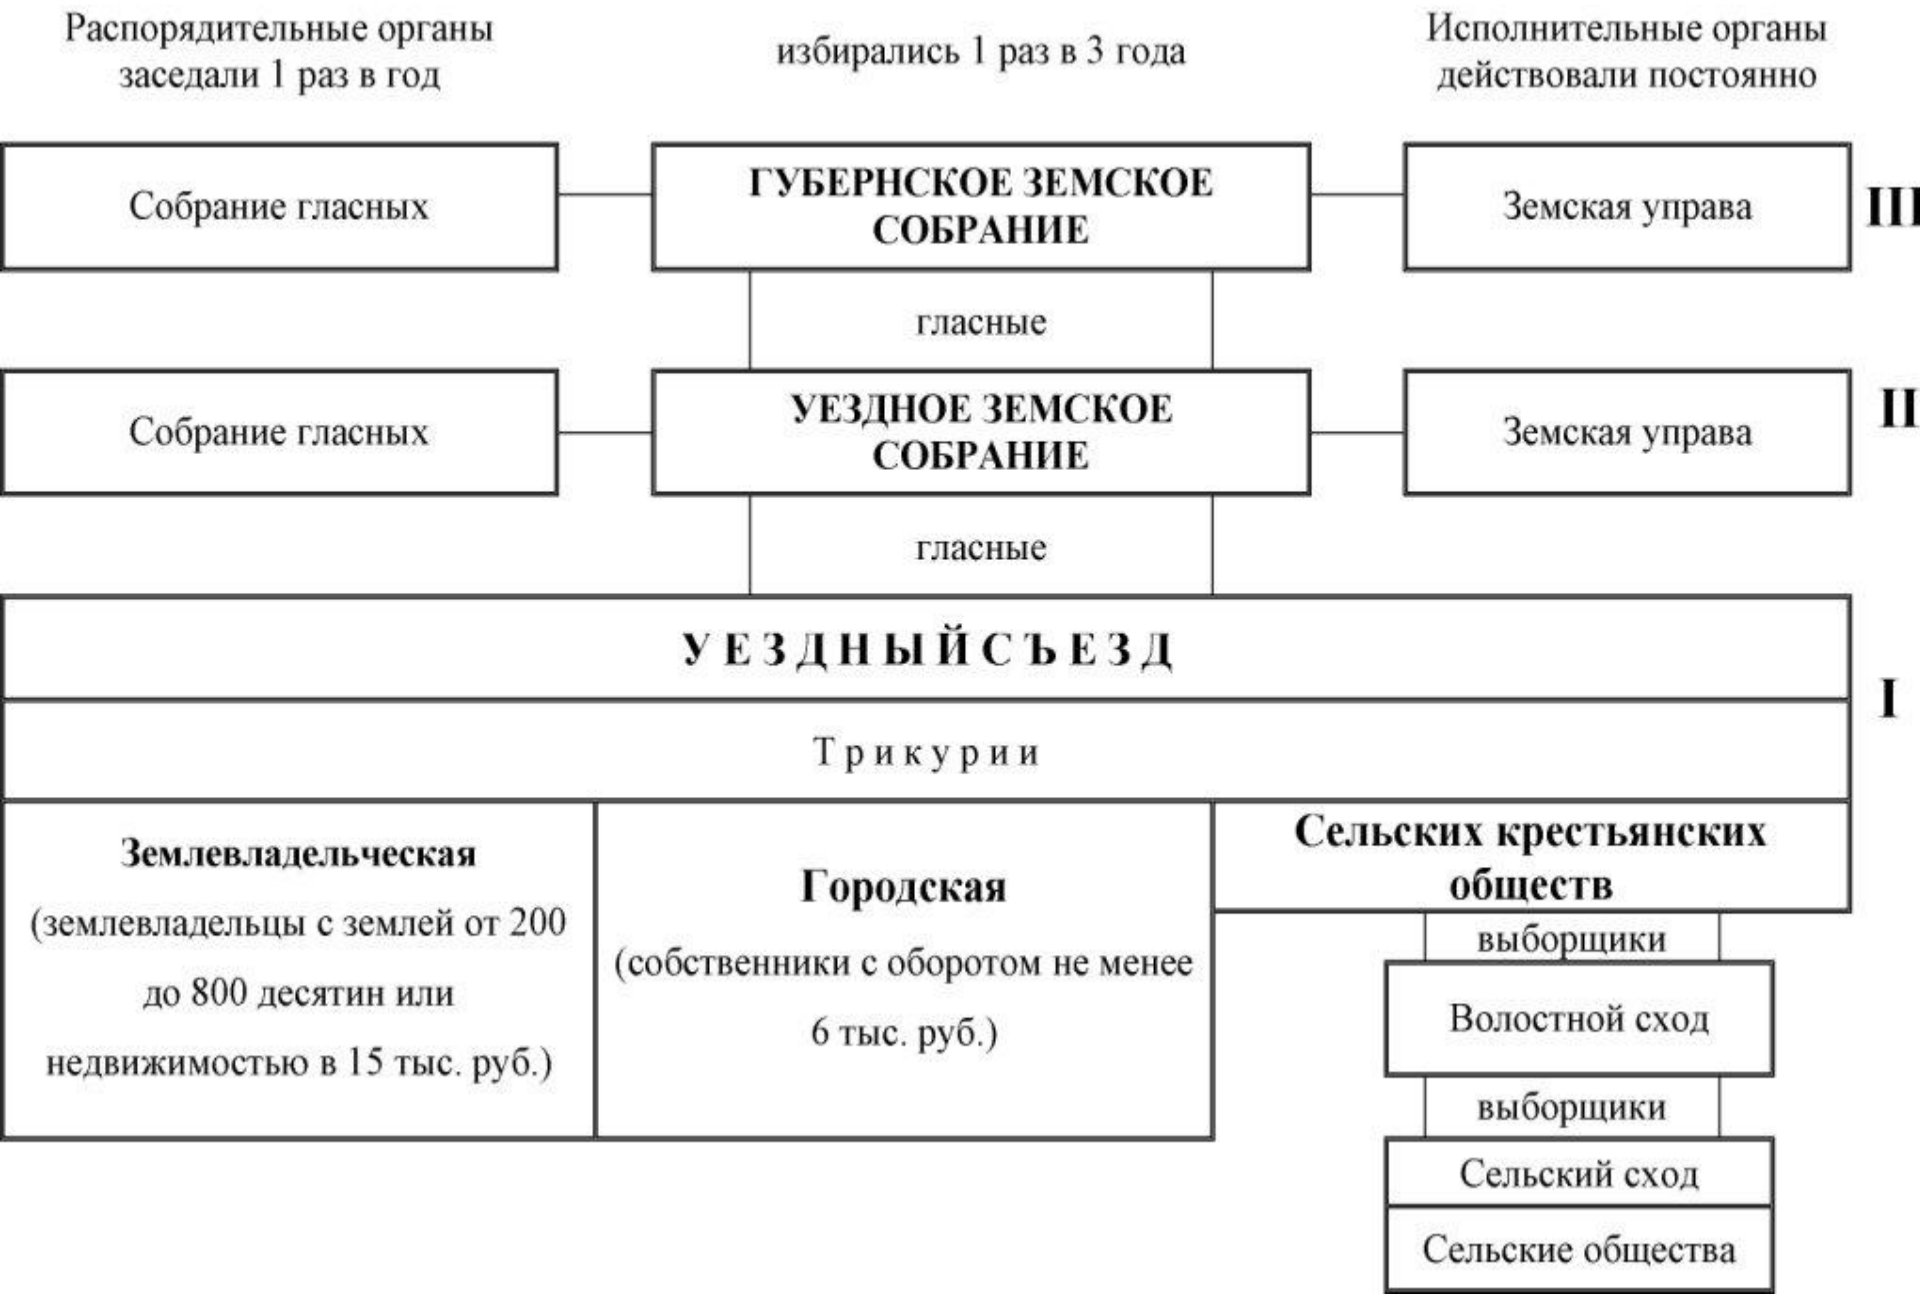 Распорядительные органы
заседали 1 раз в год
избирались 1 раз в 3 года
Исполнительные органы
действовали постоянно
Собрание гласных
ГУБЕРНСКОЕ ЗЕМСКОЕ
СОБРАНИЕ
Земская управа
III
гласные
Собрание гласных
УЕЗДНОЕ ЗЕМСКОЕ
СОБРАНИЕ
Земская управа
II
гласные
У Е З Д Н Ы Й С Ъ Е З Д
I
Т р и к у р и и
Землевладельческая
(землевладельцы с землей от 200
до 800 десятин или
недвижимостью в 15 тыс. руб.)
Городская
(собственники с оборотом не менее
6 тыс. руб.)
Сельских крестьянских
обществ
выборщики
Волостной сход
выборщики
Сельский сход
Сельские общества